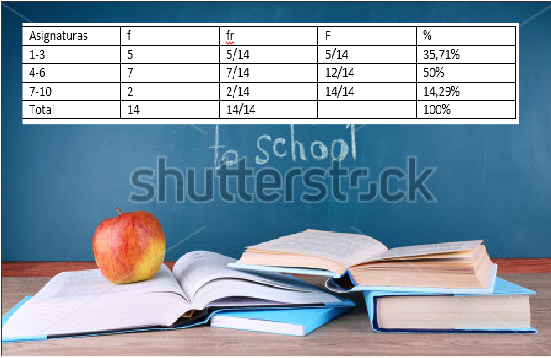 Asignaturas f fr F %
1-3 5 5/14 5/14 35,71%
4-6 7 7/14 12/14 50%
7-10 2 2/14 14/14 14,29%
Total 14 14/14 100%
to school
shutterstock